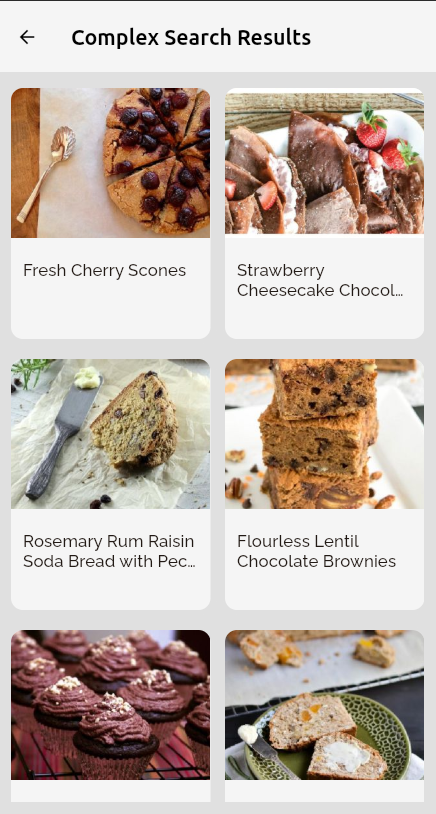 Complex Search Results
Fresh Cherry Scones
Strawberry
Cheesecake Chocol...
Rosemary Rum Raisin
Soda Bread with Pec...
Flourless Lentil
Chocolate Brownies